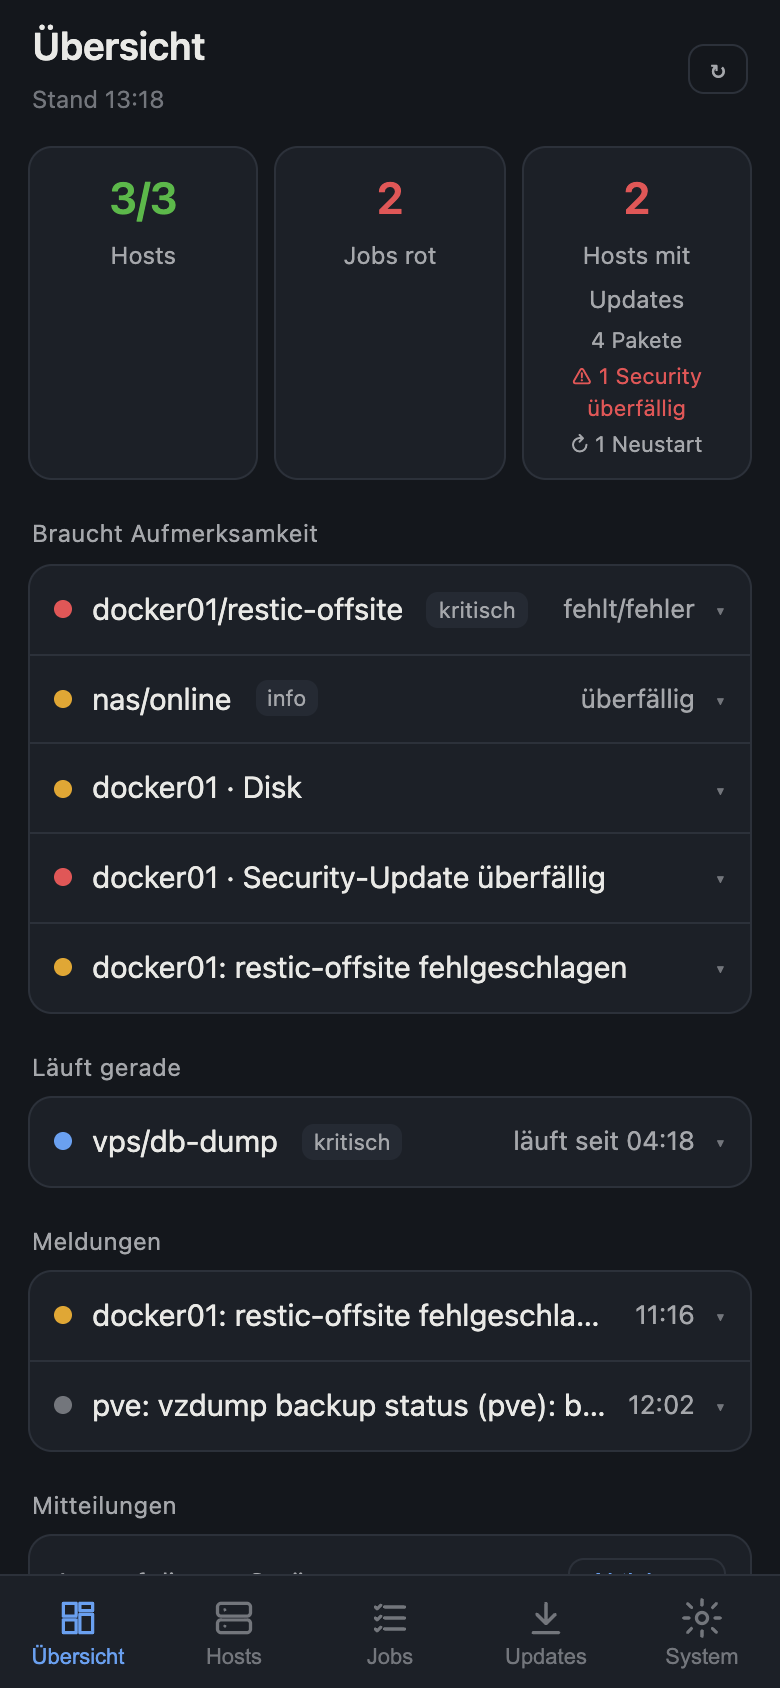 Übersicht
Stand 13:18
↻
3/3
Hosts
2
Jobs rot
2
Hosts mit
Updates
4 Pakete
⚠ 1 Security
überfällig
↻ 1 Neustart
Braucht Aufmerksamkeit
docker01/restic-offsite kritisch fehlt/fehler
nas/online info überfällig
docker01 · Disk
docker01 · Security-Update überfällig
docker01: restic-offsite fehlgeschlagen
Läuft gerade
vps/db-dump kritisch läuft seit 04:18
Meldungen
docker01: restic-offsite fehlgeschla... 11:16
pve: vzdump backup status (pve): b... 12:02
Mitteilungen
Übersicht
Hosts
Jobs
Updates
System